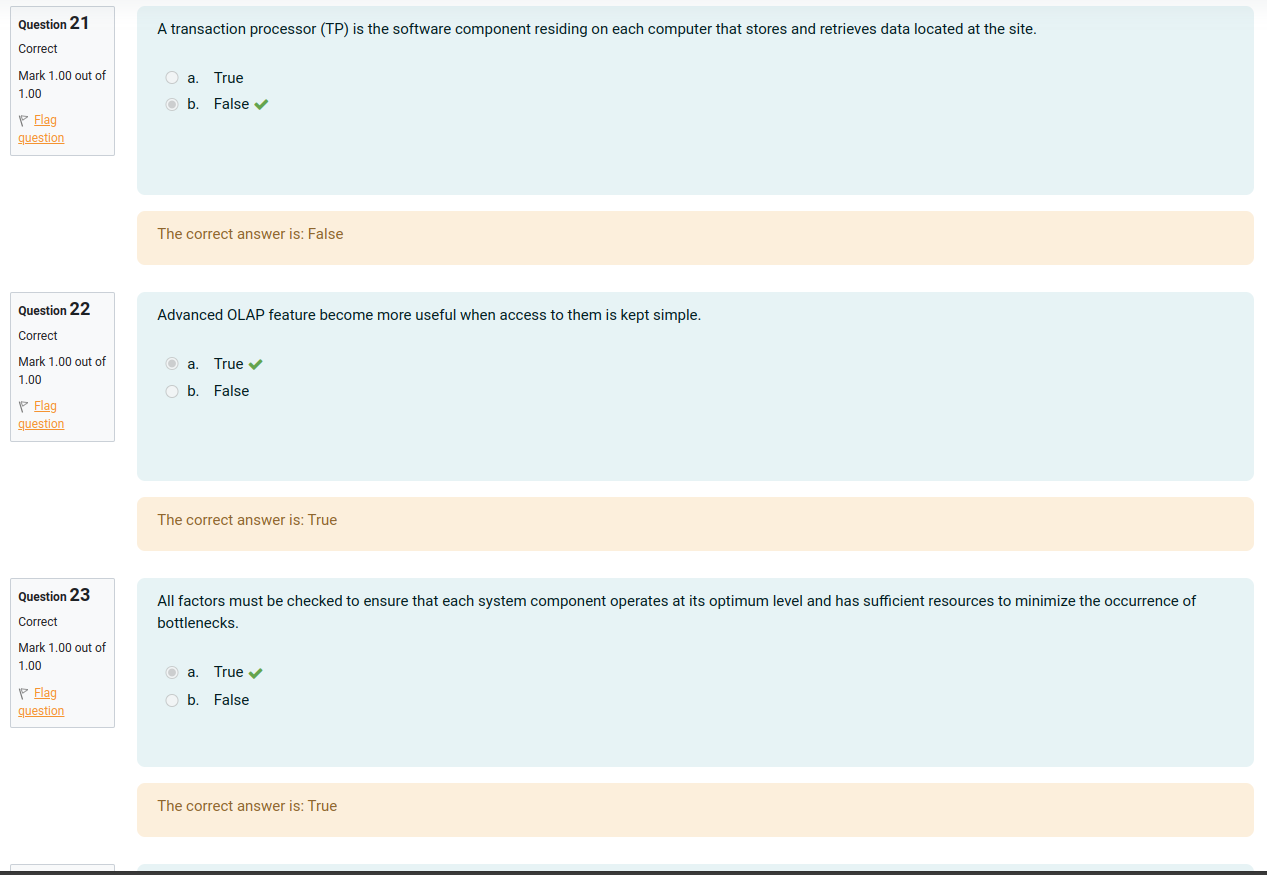 Question 21
Correct
Mark 1.00 out of
1.00
Flag
question
A transaction processor (TP) is the software component residing on each computer that stores and retrieves data located at the site.
a. True
b. False
The correct answer is: False
Question 22
Correct
Mark 1.00 out of
1.00
Flag
question
Advanced OLAP feature become more useful when access to them is kept simple.
a. True
b. False
The correct answer is: True
Question 23
Correct
Mark 1.00 out of
1.00
Flag
question
All factors must be checked to ensure that each system component operates at its optimum level and has sufficient resources to minimize the occurrence of
bottlenecks.
a. True
b. False
The correct answer is: True